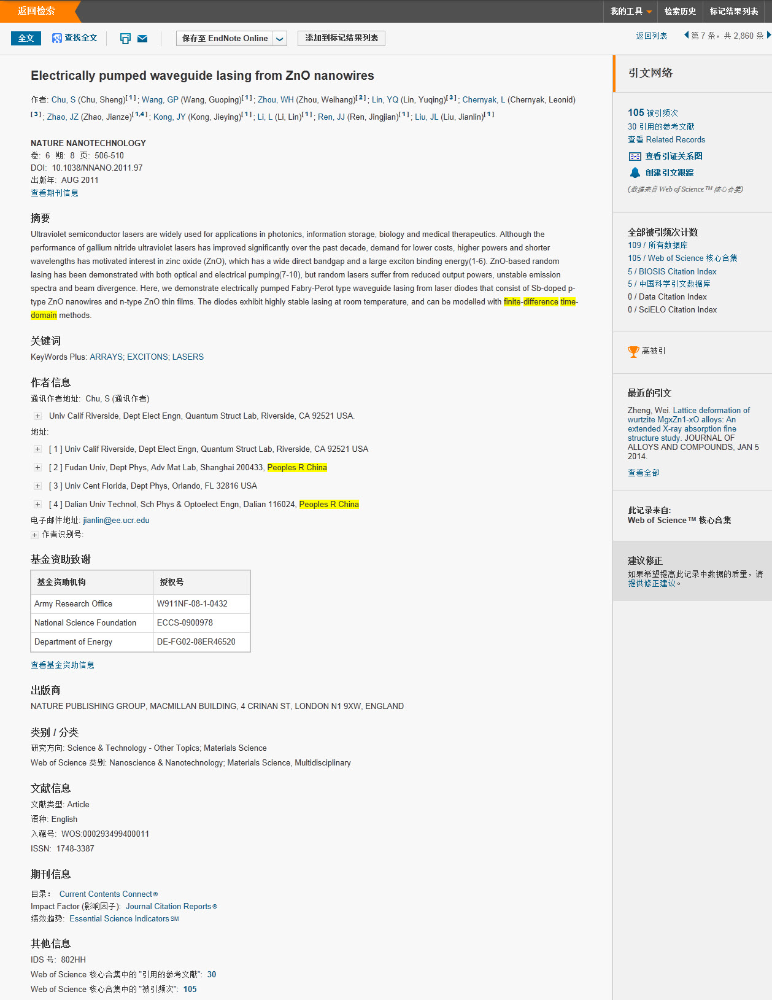 返回检索
我的工具 检索历史 标记结果列表
全文 查找全文 保存至 EndNote Online 添加到标记结果列表 返回列表 第 7 条，共 2,860 条
Electrically pumped waveguide lasing from ZnO nanowires
作者: Chu, S (Chu, Sheng)[ 1 ] ; Wang, GP (Wang, Guoping)[ 1 ] ; Zhou, WH (Zhou, Weihang)[ 2 ] ; Lin, YQ (Lin, Yuqing)[ 3 ] ; Chernyak, L (Chernyak, Leonid)
[ 3 ] ; Zhao, JZ (Zhao, Jianze)[ 1,4 ] ; Kong, JY (Kong, Jieying)[ 1 ] ; Li, L (Li, Lin)[ 1 ] ; Ren, JJ (Ren, Jingjian)[ 1 ] ; Liu, JL (Liu, Jianlin)[ 1 ]
NATURE NANOTECHNOLOGY
卷: 6 期: 8 页: 506-510
DOI: 10.1038/NNANO.2011.97
出版年: AUG 2011
查看期刊信息
摘要
Ultraviolet semiconductor lasers are widely used for applications in photonics, information storage, biology and medical therapeutics. Although the
performance of gallium nitride ultraviolet lasers has improved significantly over the past decade, demand for lower costs, higher powers and shorter
wavelengths has motivated interest in zinc oxide (ZnO), which has a wide direct bandgap and a large exciton binding energy(1-6). ZnO-based random
lasing has been demonstrated with both optical and electrical pumping(7-10), but random lasers suffer from reduced output powers, unstable emission
spectra and beam divergence. Here, we demonstrate electrically pumped Fabry-Perot type waveguide lasing from laser diodes that consist of Sb-doped p-
type ZnO nanowires and n-type ZnO thin films. The diodes exhibit highly stable lasing at room temperature, and can be modelled with finite-difference time-
domain methods.
关键词
KeyWords Plus: ARRAYS; EXCITONS; LASERS
作者信息
通讯作者地址: Chu, S (通讯作者)
Univ Calif Riverside, Dept Elect Engn, Quantum Struct Lab, Riverside, CA 92521 USA.
地址:
[ 1 ] Univ Calif Riverside, Dept Elect Engn, Quantum Struct Lab, Riverside, CA 92521 USA
[ 2 ] Fudan Univ, Dept Phys, Adv Mat Lab, Shanghai 200433, Peoples R China
[ 3 ] Univ Cent Florida, Dept Phys, Orlando, FL 32816 USA
[ 4 ] Dalian Univ Technol, Sch Phys & Optoelect Engn, Dalian 116024, Peoples R China
电子邮件地址: jianlin@ee.ucr.edu
作者识别号:
基金资助致谢
基金资助机构 授权号
Army Research Office W911NF-08-1-0432
National Science Foundation ECCS-0900978
Department of Energy DE-FG02-08ER46520
查看基金资助信息
出版商
NATURE PUBLISHING GROUP, MACMILLAN BUILDING, 4 CRINAN ST, LONDON N1 9XW, ENGLAND
类别 / 分类
研究方向: Science & Technology - Other Topics; Materials Science
Web of Science 类别: Nanoscience & Nanotechnology; Materials Science, Multidisciplinary
文献信息
文献类型: Article
语种: English
入藏号: WOS:000293499400011
ISSN: 1748-3387
期刊信息
目录： Current Contents Connect®
Impact Factor (影响因子): Journal Citation Reports®
绩效趋势: Essential Science Indicators SM
其他信息
IDS 号: 802HH
Web of Science 核心合集中的 "引用的参考文献": 30
Web of Science 核心合集中的 "被引频次": 105
引文网络
105 被引频次
30 引用的参考文献
查看 Related Records
查看引证关系图
创建引文跟踪
(数据来自 Web of Science™ 核心合集)
全部被引频次计数
109 / 所有数据库
105 / Web of Science 核心合集
5 / BIOSIS Citation Index
5 / 中国科学引文数据库
0 / Data Citation Index
0 / SciELO Citation Index
高被引
最近的引文
Zheng, Wei. Lattice deformation of
wurtzite MgxZn1-xO alloys: An
extended X-ray absorption fine
structure study. JOURNAL OF
ALLOYS AND COMPOUNDS, JAN 5
2014.
查看全部
此记录来自:
Web of Science™ 核心合集
建议修正
如果希望提高此记录中数据的质量，请
提供修正建议。